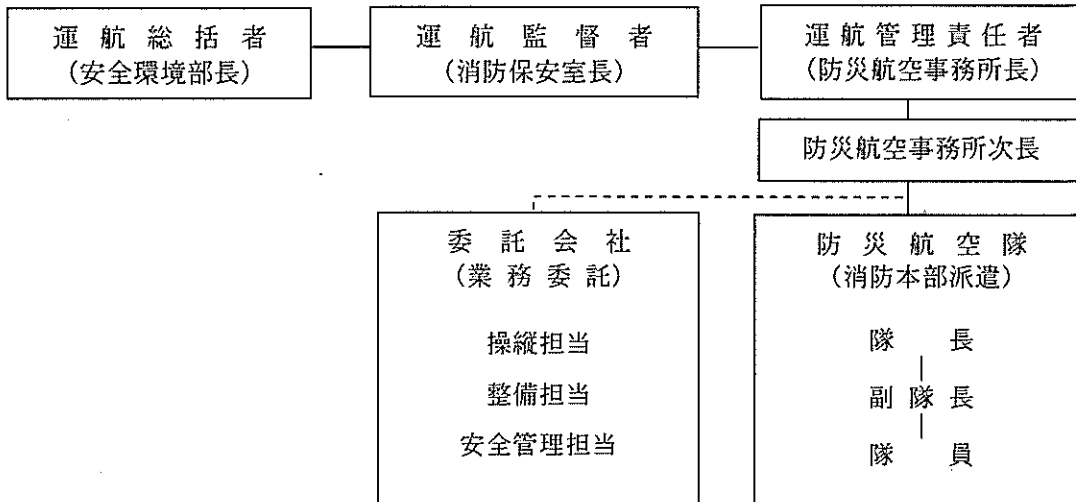 運航総括者
(安全環境部長)
運航監督者
(消防保安室長)
運航管理責任者
(防災航空事務所長)
防災航空事務所次長
委託会社
(業務委託)
操縦担当
整備担当
安全管理担当
防災航空隊
(消防本部派遣)
隊長
副隊長
隊員